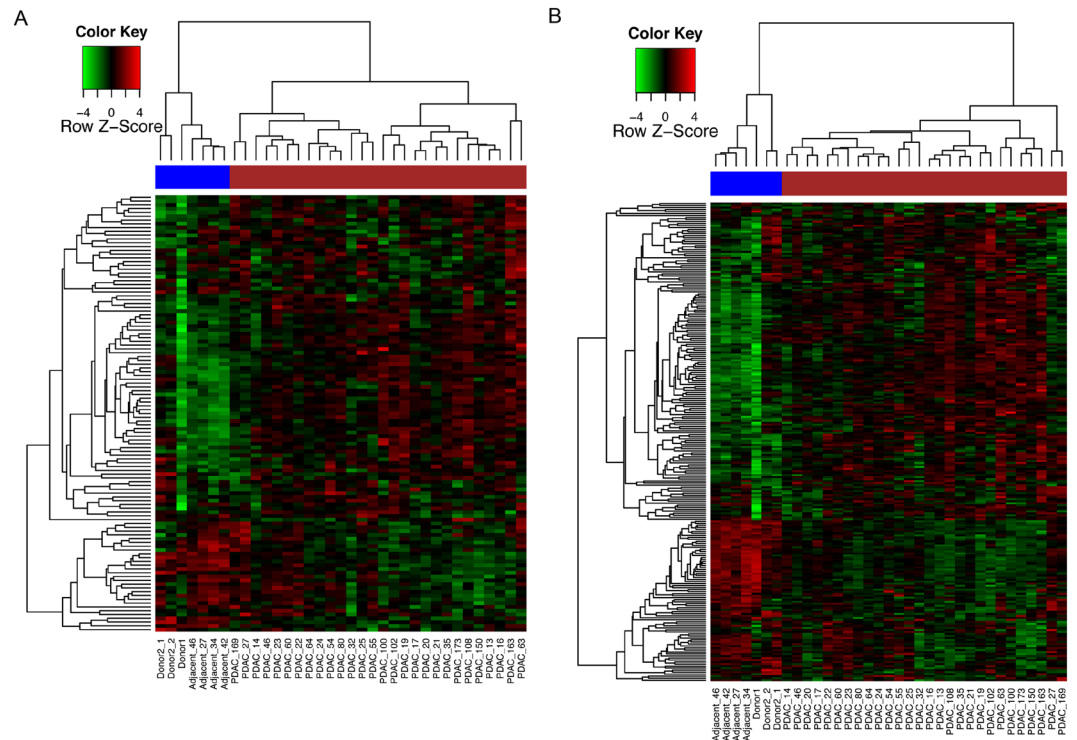 A
Color Key
−4 0 4
Row Z−Score
Donor2_1
Donor2_2
Donor1
Adjacent_46
Adjacent_27
Adjacent_34
Adjacent_42
PDAC_169
PDAC_27
PDAC_14
PDAC_46
PDAC_23
PDAC_60
PDAC_22
PDAC_64
PDAC_24
PDAC_54
PDAC_80
PDAC_32
PDAC_25
PDAC_55
PDAC_100
PDAC_102
PDAC_19
PDAC_17
PDAC_20
PDAC_21
PDAC_35
PDAC_173
PDAC_108
PDAC_150
PDAC_13
PDAC_16
PDAC_163
PDAC_63
B
Color Key
−4 0 4
Row Z−Score
Adjacent_46
Adjacent_42
Adjacent_27
Adjacent_34
Donor1
Donor2_2
Donor2_1
PDAC_14
PDAC_46
PDAC_20
PDAC_17
PDAC_22
PDAC_60
PDAC_23
PDAC_80
PDAC_64
PDAC_24
PDAC_54
PDAC_55
PDAC_25
PDAC_32
PDAC_16
PDAC_13
PDAC_108
PDAC_35
PDAC_21
PDAC_19
PDAC_102
PDAC_63
PDAC_100
PDAC_173
PDAC_150
PDAC_163
PDAC_27
PDAC_169